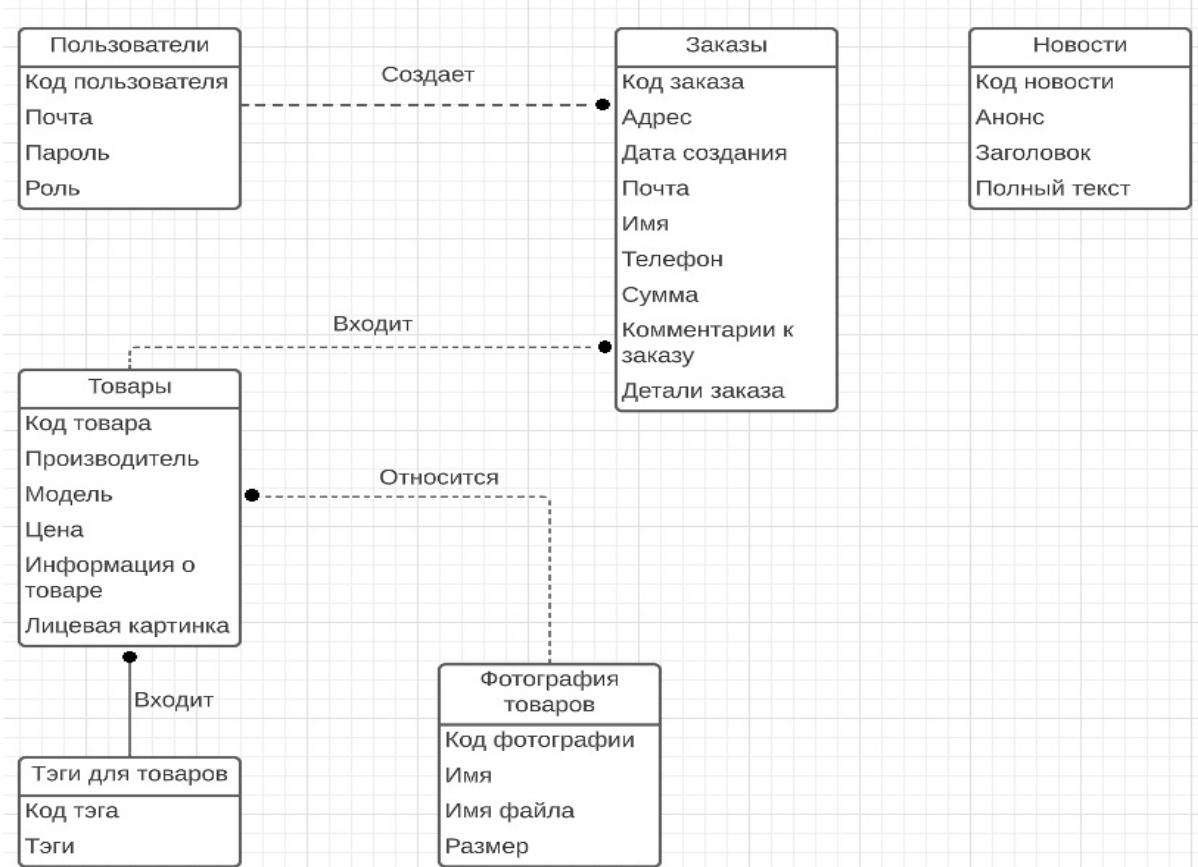 Пользователи
Код пользователя
Почта
Пароль
Роль
Создает
Заказы
Код заказа
Адрес
Дата создания
Почта
Имя
Телефон
Сумма
Комментарии к
заказу
Детали заказа
Новости
Код новости
Анонс
Заголовок
Полный текст
Входит
Товары
Код товара
Производитель
Модель
Цена
Информация о
товаре
Лицевая картинка
Относится
Входит
Тэги для товаров
Код тэга
Тэги
Фотография
товаров
Код фотографии
Имя
Имя файла
Размер